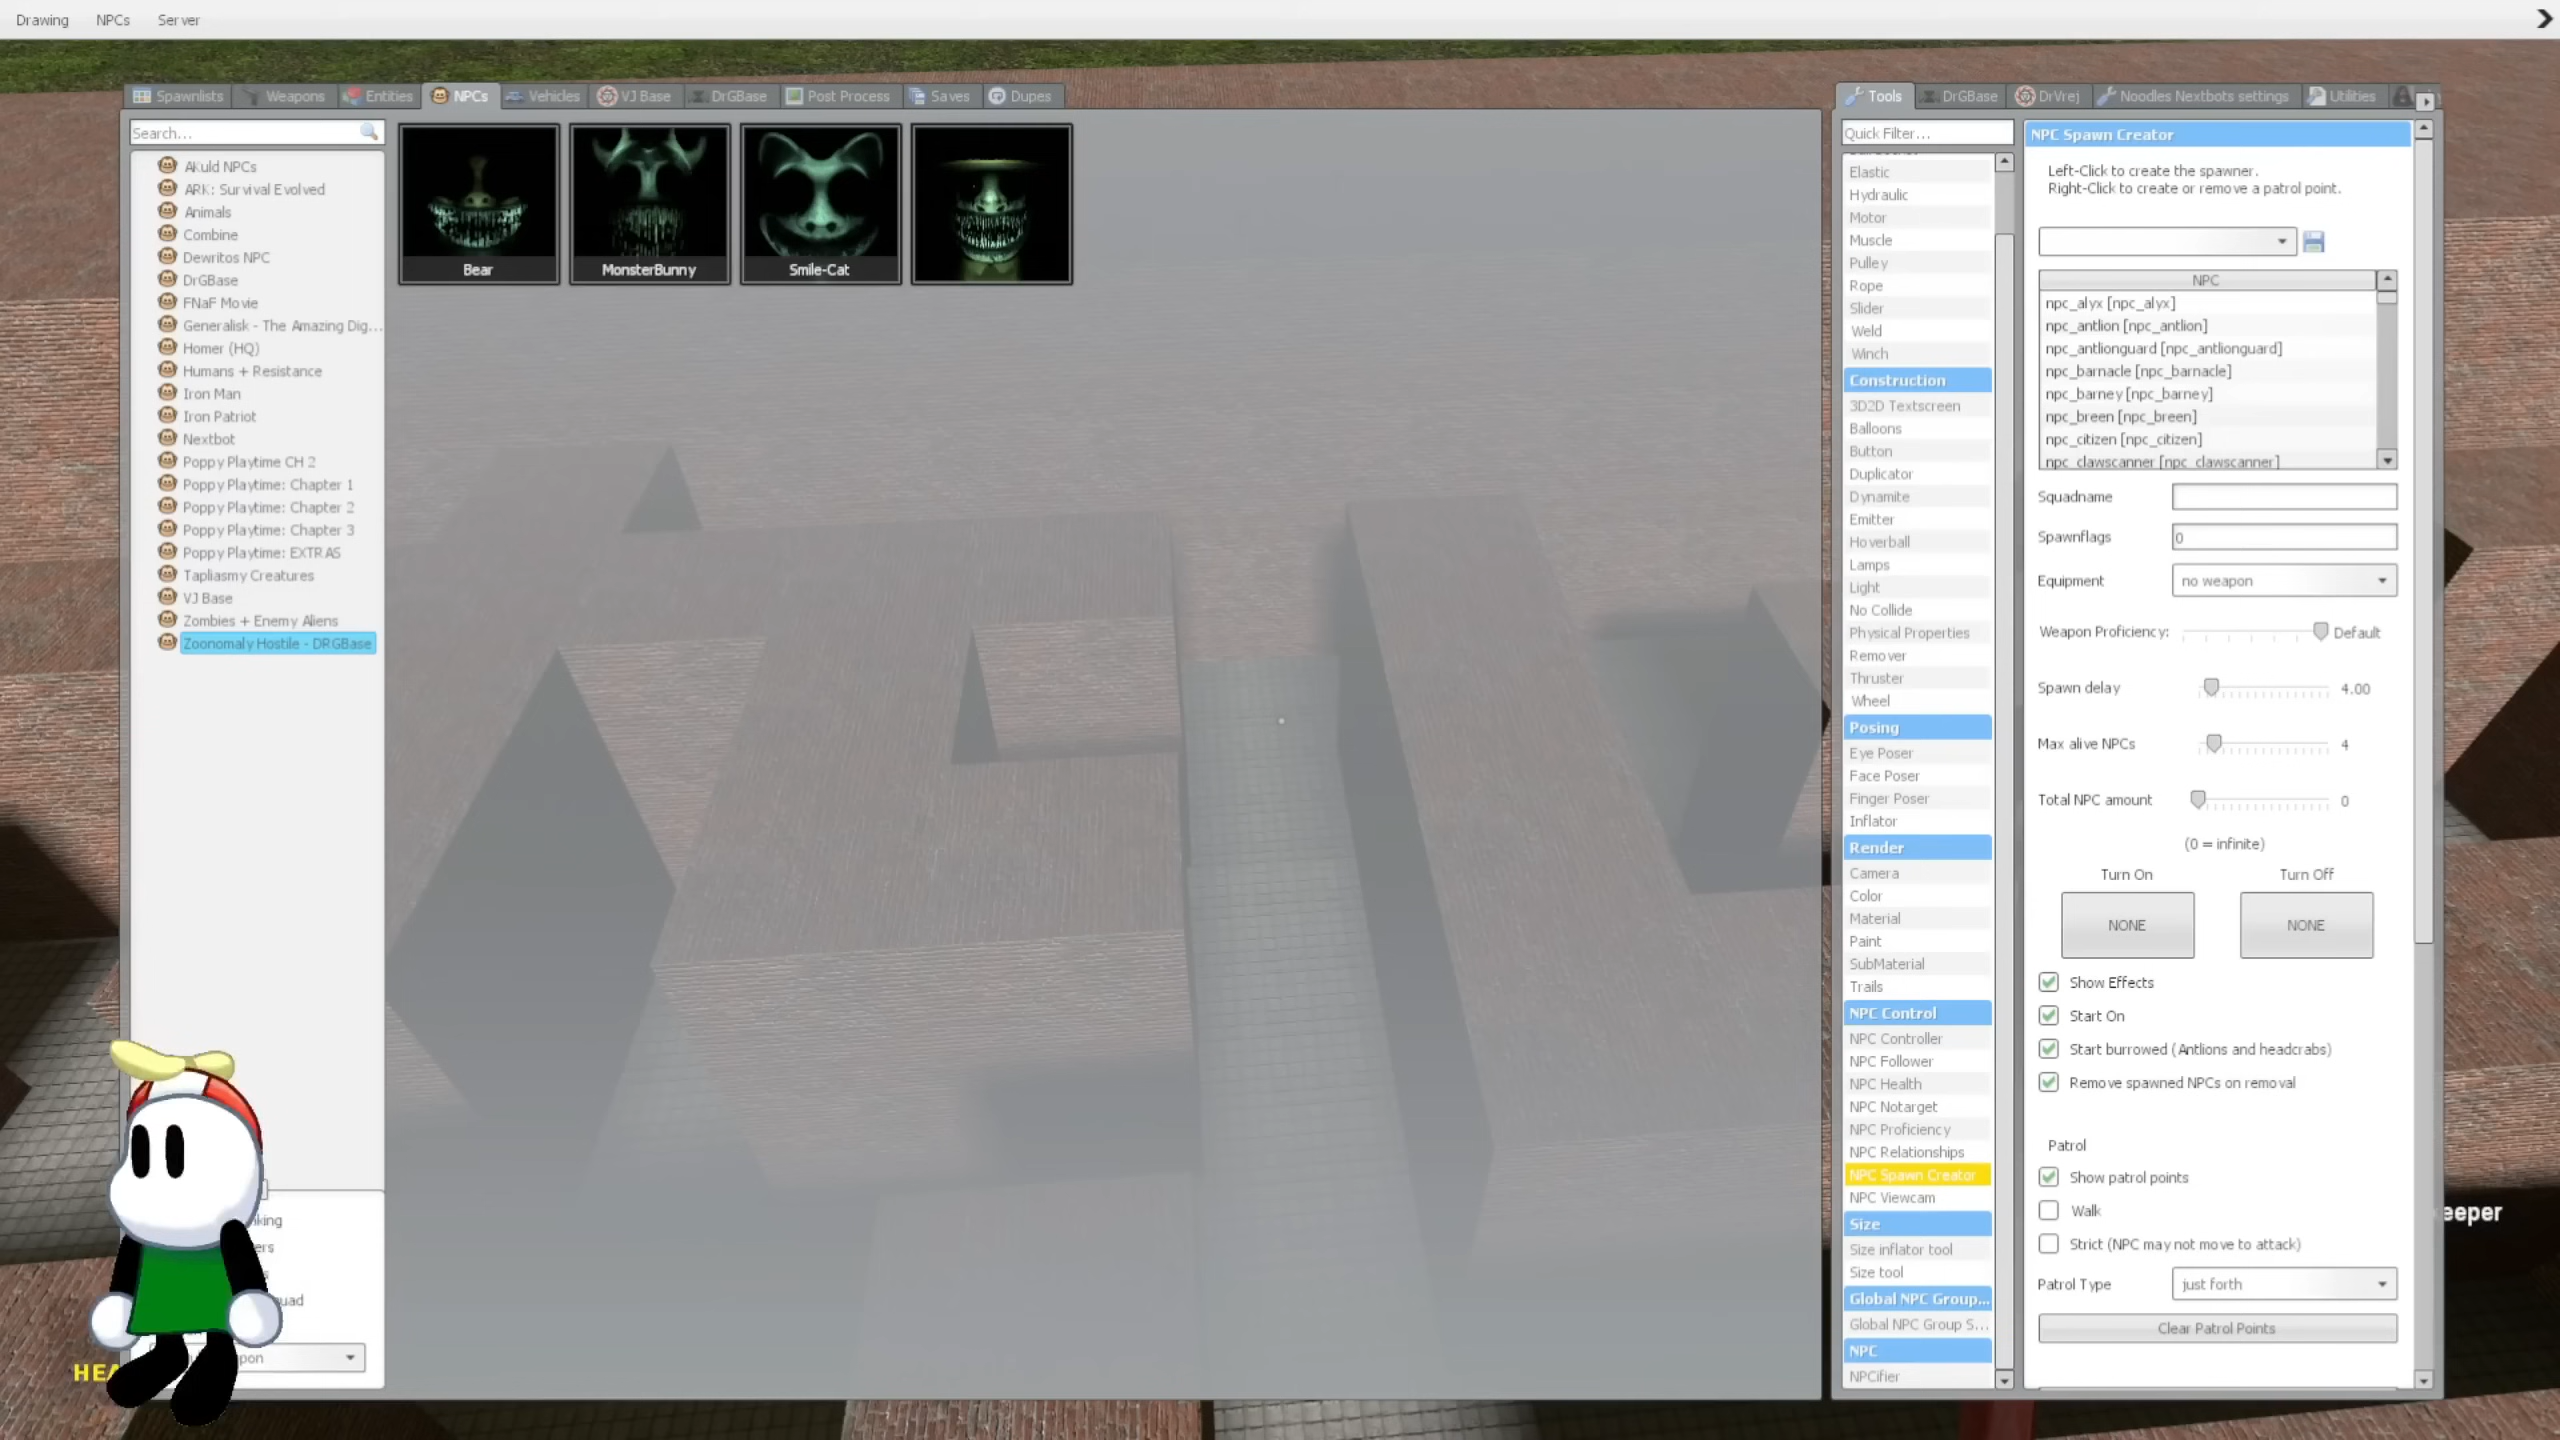 Drawing NPCs Server
Spawnlists Weapons Entities NPCs Vehicles VJ Base DrGBase Post Process Saves Dupes
Search...
AKuld NPCs
ARK: Survival Evolved
Animals
Combine
Dewritos NPC
DrGBase
FNaF Movie
Generalisk - The Amazing Dig...
Homer (HQ)
Humans + Resistance
Iron Man
Iron Patriot
Nextbot
Poppy Playtime CH 2
Poppy Playtime: Chapter 1
Poppy Playtime: Chapter 2
Poppy Playtime: Chapter 3
Poppy Playtime: EXTRAS
Tapliasmy Creatures
VJ Base
Zombies + Enemy Aliens
Zoonomaly Hostile - DRGBase
Bear
MonsterBunny
Smile-Cat
Tools DrGBase DrVrej Noodles Nextbots settings Utilities
Quick Filter...
Elastic
Hydraulic
Motor
Muscle
Pulley
Rope
Slider
Weld
Winch
Construction
3D2D Textscreen
Balloons
Button
Duplicator
Dynamite
Emitter
Hoverball
Lamps
Light
No Collide
Physical Properties
Remover
Thruster
Wheel
Posing
Eye Poser
Face Poser
Finger Poser
Inflator
Render
Camera
Color
Material
Paint
SubMaterial
Trails
NPC Control
NPC Controller
NPC Follower
NPC Health
NPC Notarget
NPC Proficiency
NPC Relationships
NPC Spawn Creator
NPC Viewcam
Size
Size inflator tool
Size tool
Global NPC Group...
Global NPC Group S...
NPC
NPCifier
NPC Spawn Creator
Left-Click to create the spawner.
Right-Click to create or remove a patrol point.
NPC
npc_alyx [npc_alyx]
npc_antlion [npc_antlion]
npc_antlionguard [npc_antlionguard]
npc_barnacle [npc_barnacle]
npc_barney [npc_barney]
npc_breen [npc_breen]
npc_citizen [npc_citizen]
npc_clawscanner [npc_clawscanner]
Squadname
Spawnflags 0
Equipment no weapon
Weapon Proficiency: Default
Spawn delay 4.00
Max alive NPCs 4
Total NPC amount 0
(0 = infinite)
Turn On Turn Off
NONE NONE
Show Effects
Start On
Start burrowed (Antlions and headcrabs)
Remove spawned NPCs on removal
Patrol
Show patrol points
Walk
Strict (NPC may not move to attack)
Patrol Type just forth
Clear Patrol Points